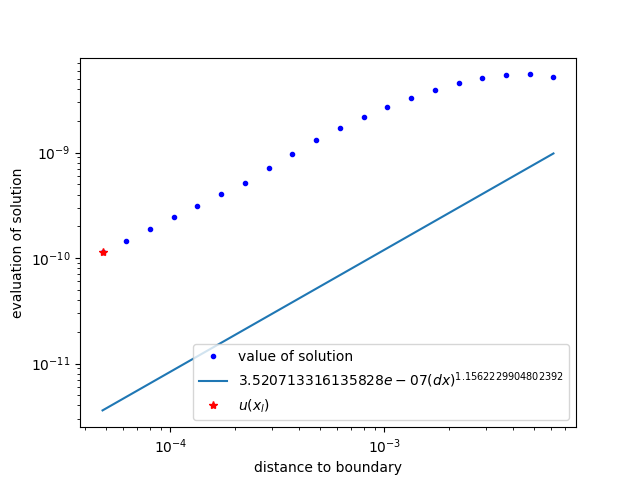 10⁻⁹
10⁻¹⁰
10⁻¹¹
evaluation of solution
value of solution
3.520713316135828e − 07(dx)^1.1562229904802392
u(x_l)
10⁻⁴
10⁻³
distance to boundary